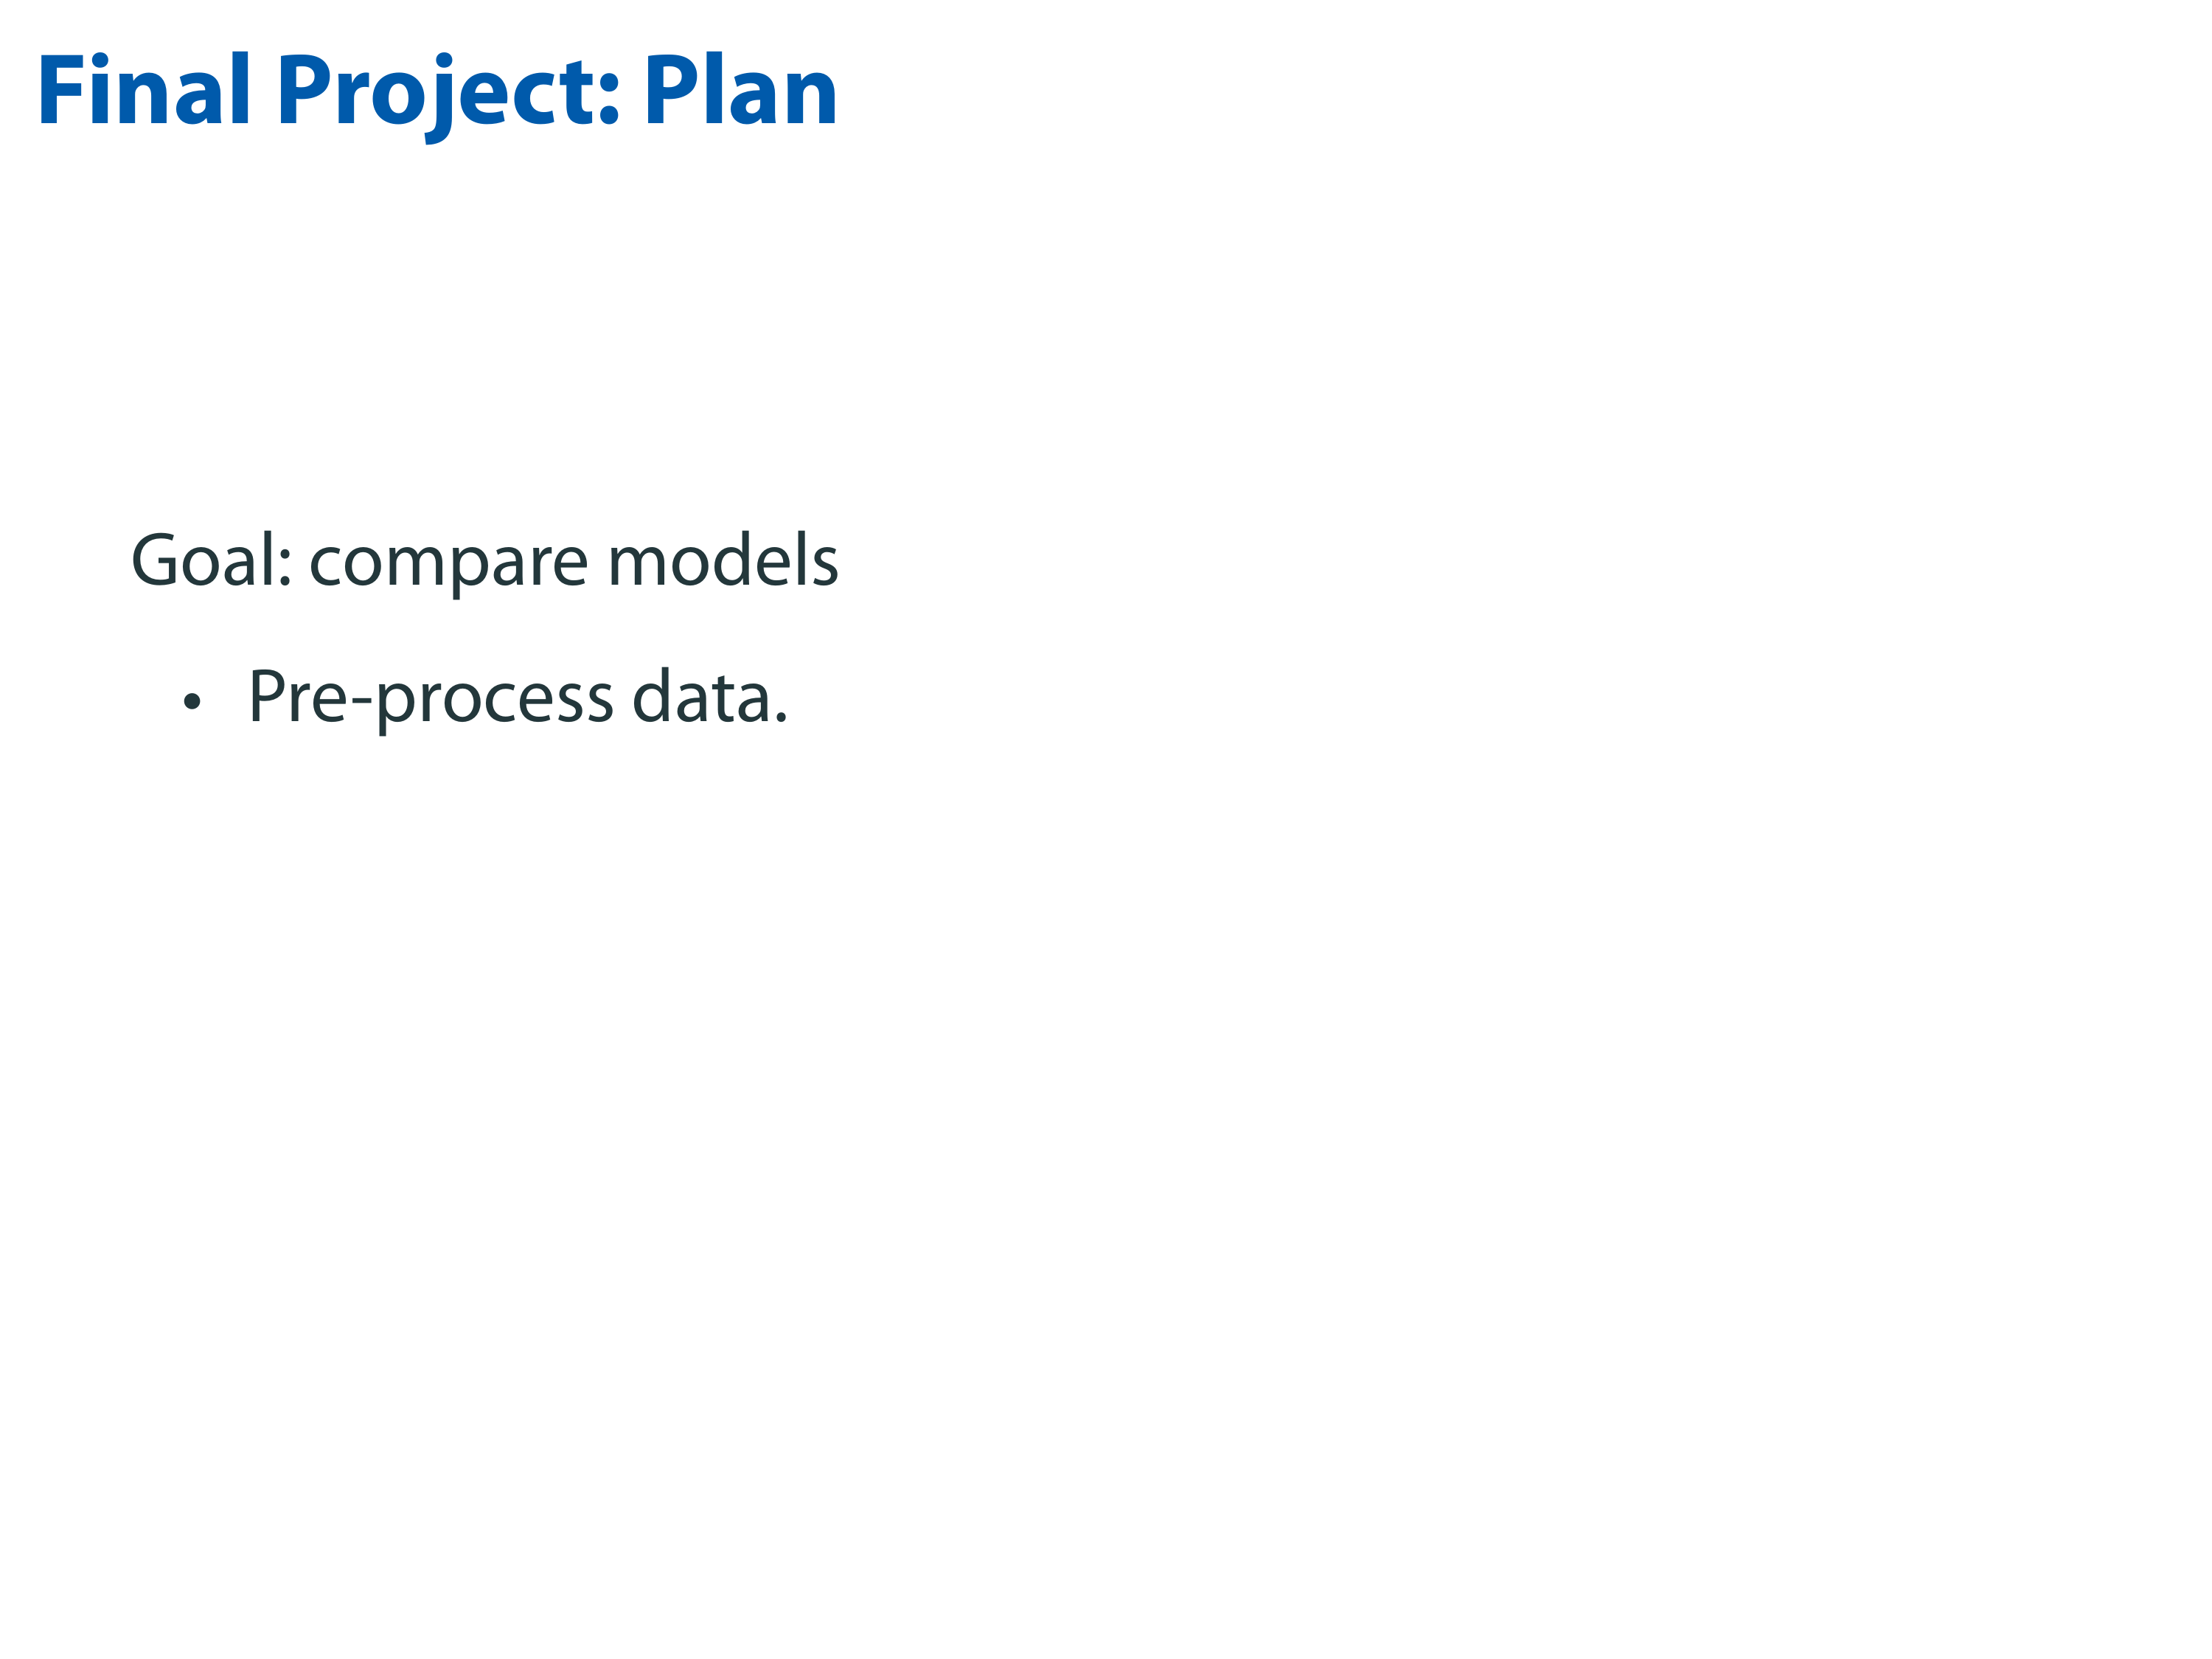 Final Project: Plan
Goal: compare models
• Pre-process data.